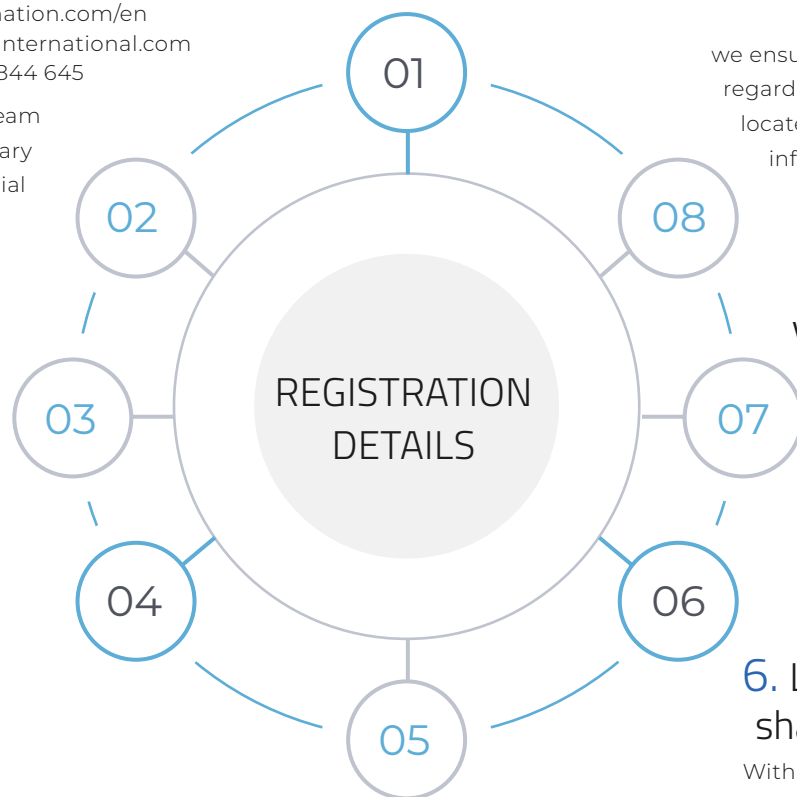 nation.com/en
nternational.com
844 645
eam
ary
ial
01
we ensu
regard
locate
inf
02
08
REGISTRATION
DETAILS
03
07
04
06
6. L
sha
With
05